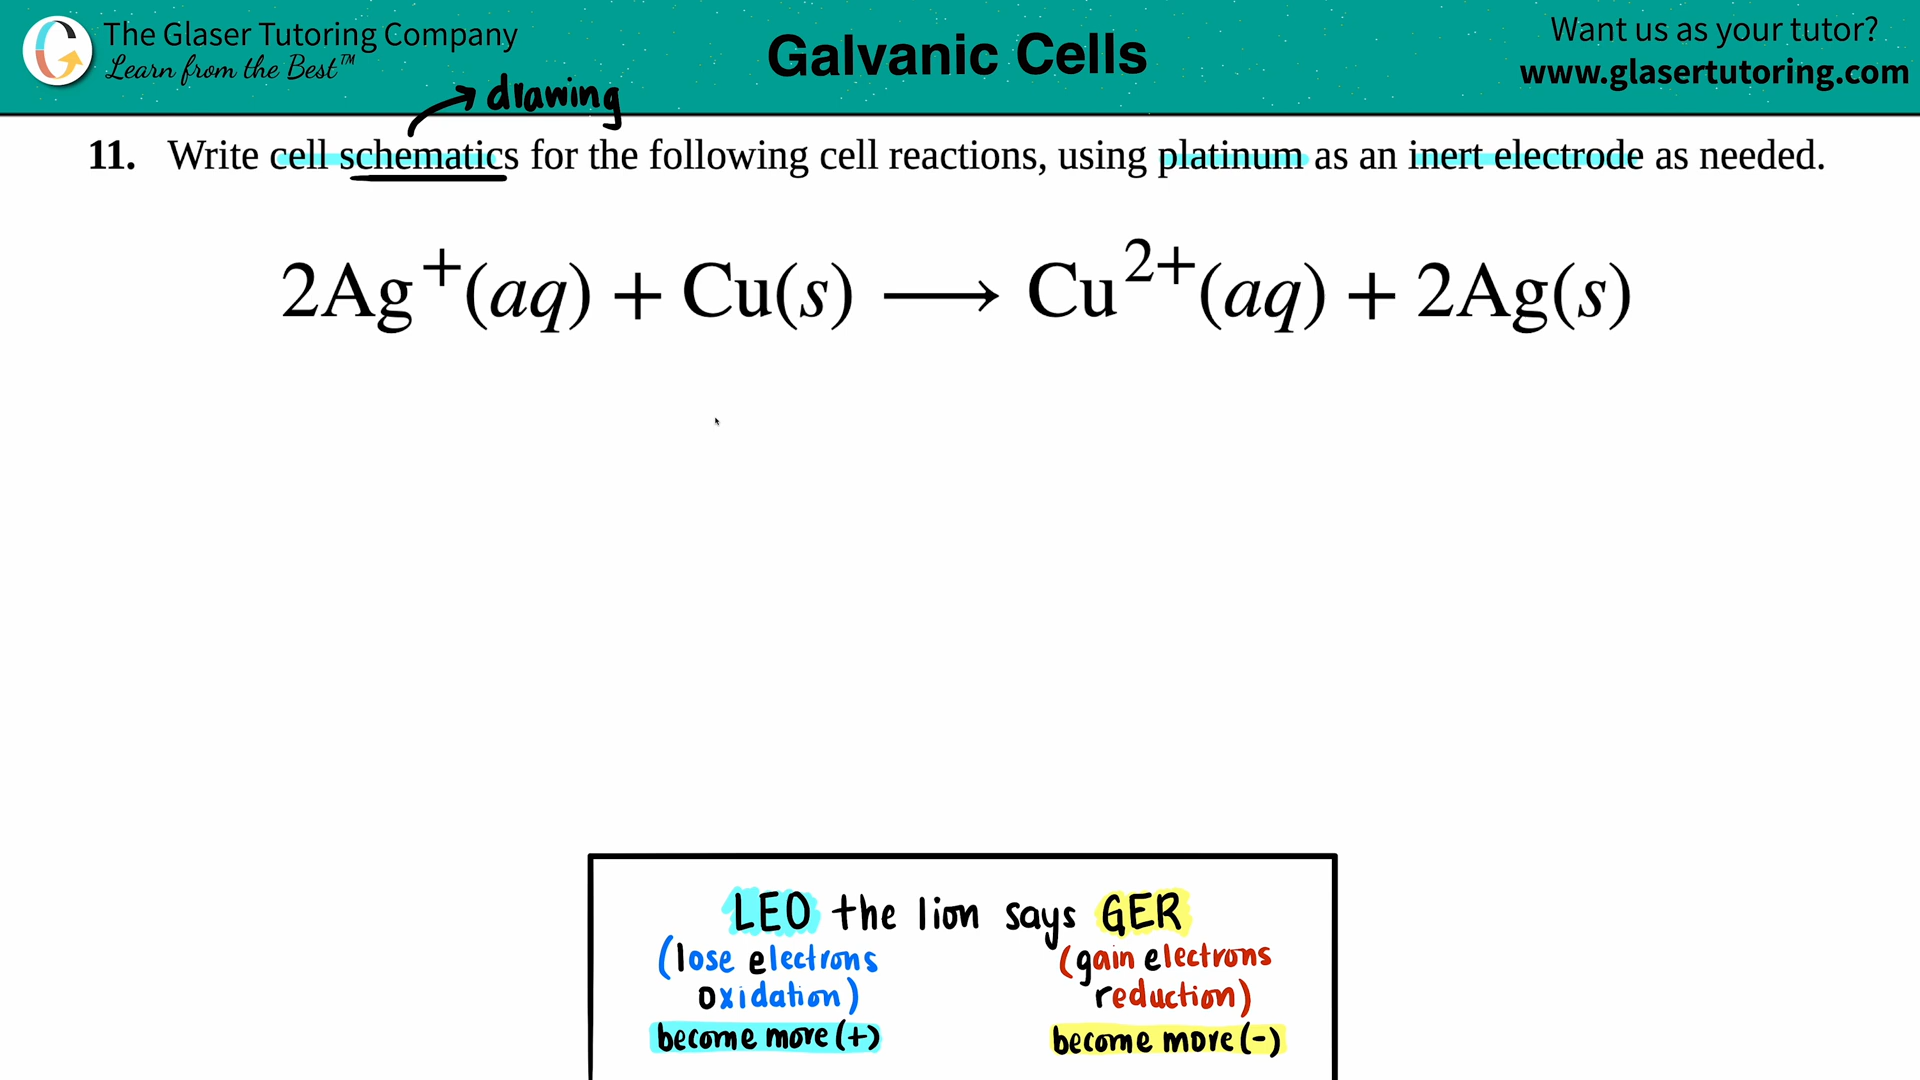 The Glaser Tutoring Company
Learn from the Best™
Galvanic Cells
Want us as your tutor?
www.glasertutoring.com
drawing
11. Write cell schematics for the following cell reactions, using platinum as an inert electrode as needed.
2Ag⁺(aq) + Cu(s) ⟶ Cu²⁺(aq) + 2Ag(s)
LEO the lion says GER
(lose electrons oxidation)
become more (+)
(gain electrons reduction)
become more (-)